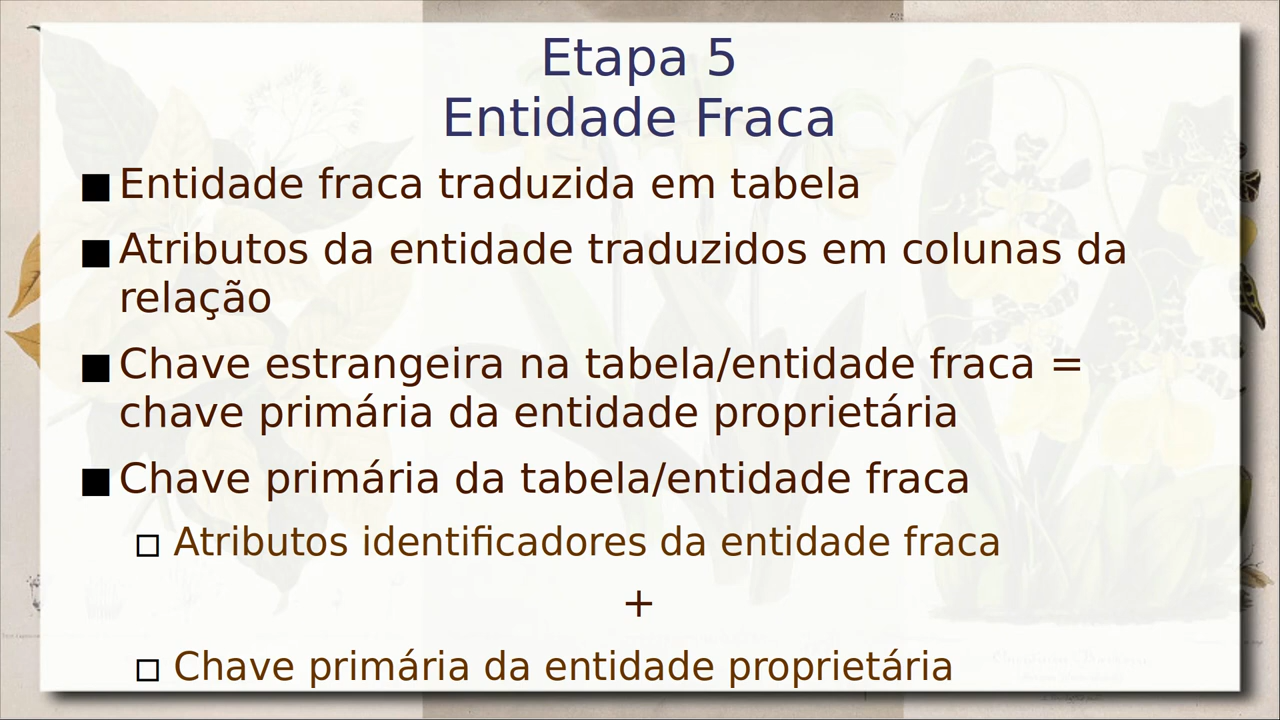 Etapa 5
Entidade Fraca
Entidade fraca traduzida em tabela
Atributos da entidade traduzidos em colunas da
relação
Chave estrangeira na tabela/entidade fraca =
chave primária da entidade proprietária
Chave primária da tabela/entidade fraca
Atributos identificadores da entidade fraca
+
Chave primária da entidade proprietária